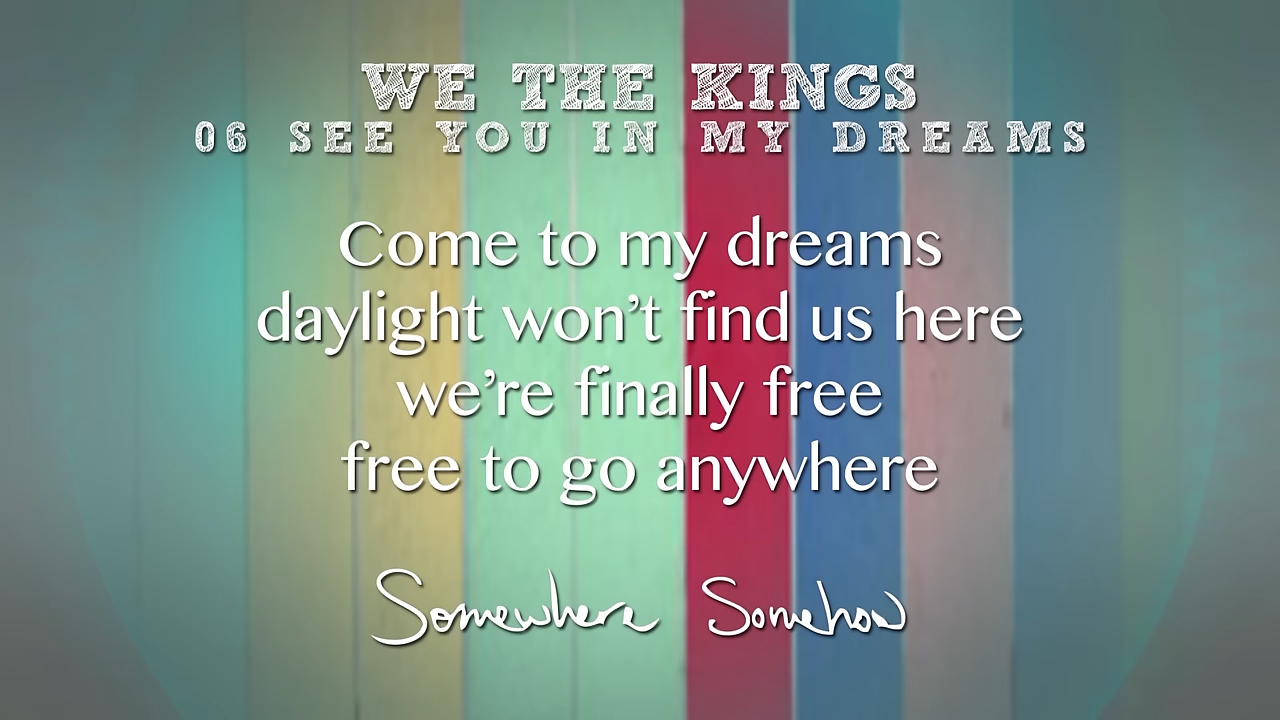 WE THE KINGS
06 SEE YOU IN MY DREAMS
Come to my dreams
daylight won't find us here
we're finally free
free to go anywhere
Somewhere Somehow